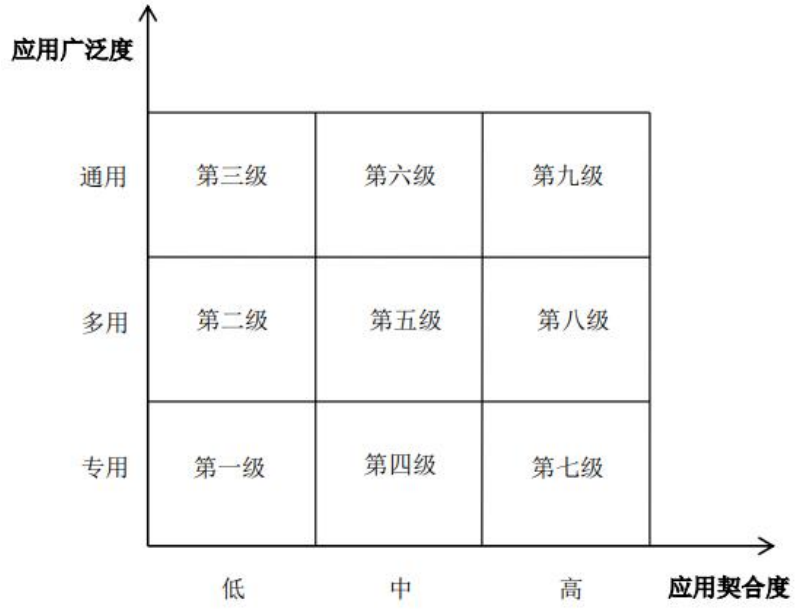 应用广泛度
通用
第三级
第六级
第九级
多用
第二级
第五级
第八级
专用
第一级
第四级
第七级
低
中
高
应用契合度